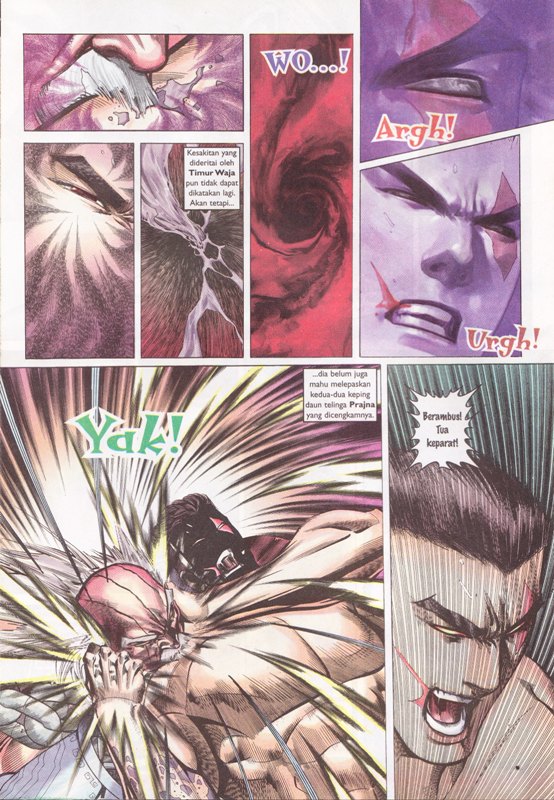 WO...!
Argh!
Kesakitan yang
dideritai oleh
Timur Waja
pun tidak dapat
dikatakan lagi.
Akan tetapi...
Urgh!
...dia belum juga
mahu melepaskan
kedua-dua keping
daun telinga Prajna
yang dicengkamnya.
Yak!
Berambus!
Tua
keparat!